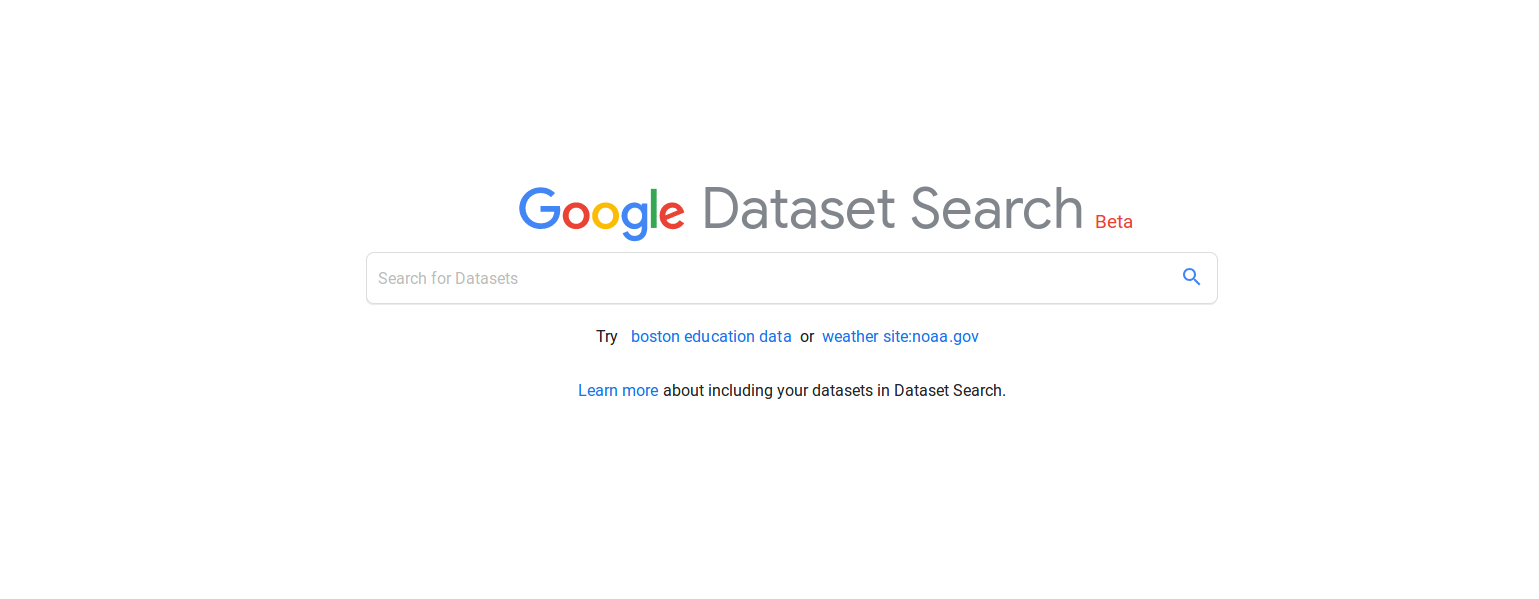 Google Dataset Search Beta
Search for Datasets
Try boston education data or weather site:noaa.gov
Learn more about including your datasets in Dataset Search.